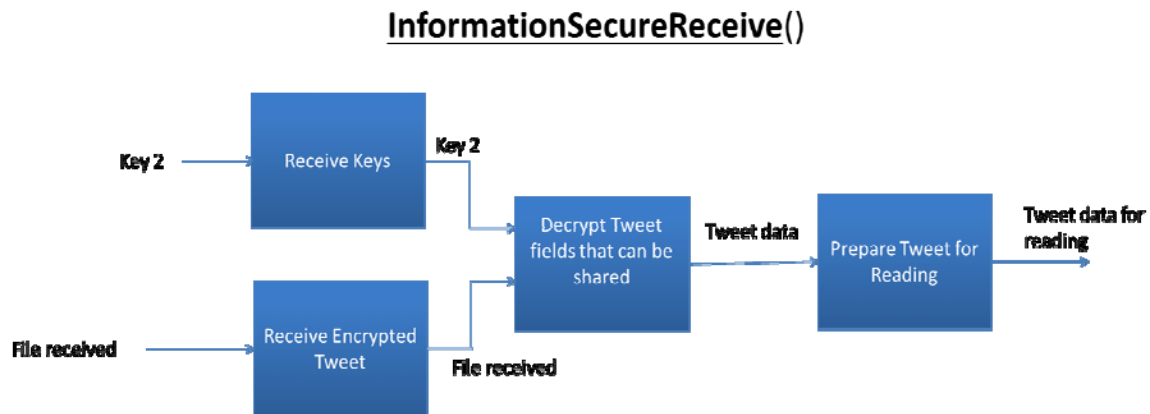 InformationSecureReceive()
Key 2
Receive Keys
Key 2
Decrypt Tweet
fields that can be
shared
Tweet data
Prepare Tweet for
Reading
Tweet data for
reading
File received
Receive Encrypted
Tweet
File received